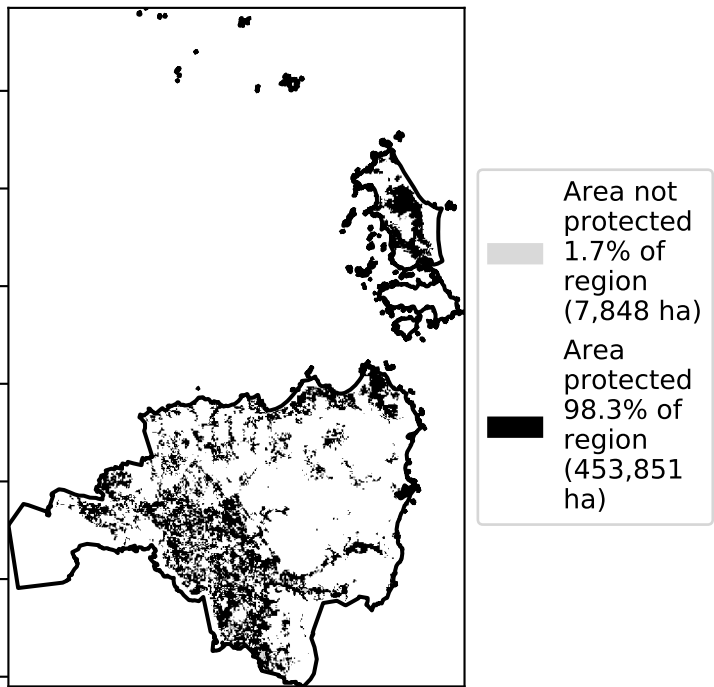 Area not
protected
1.7% of
region
(7,848 ha)
Area
protected
98.3% of
region
(453,851
ha)